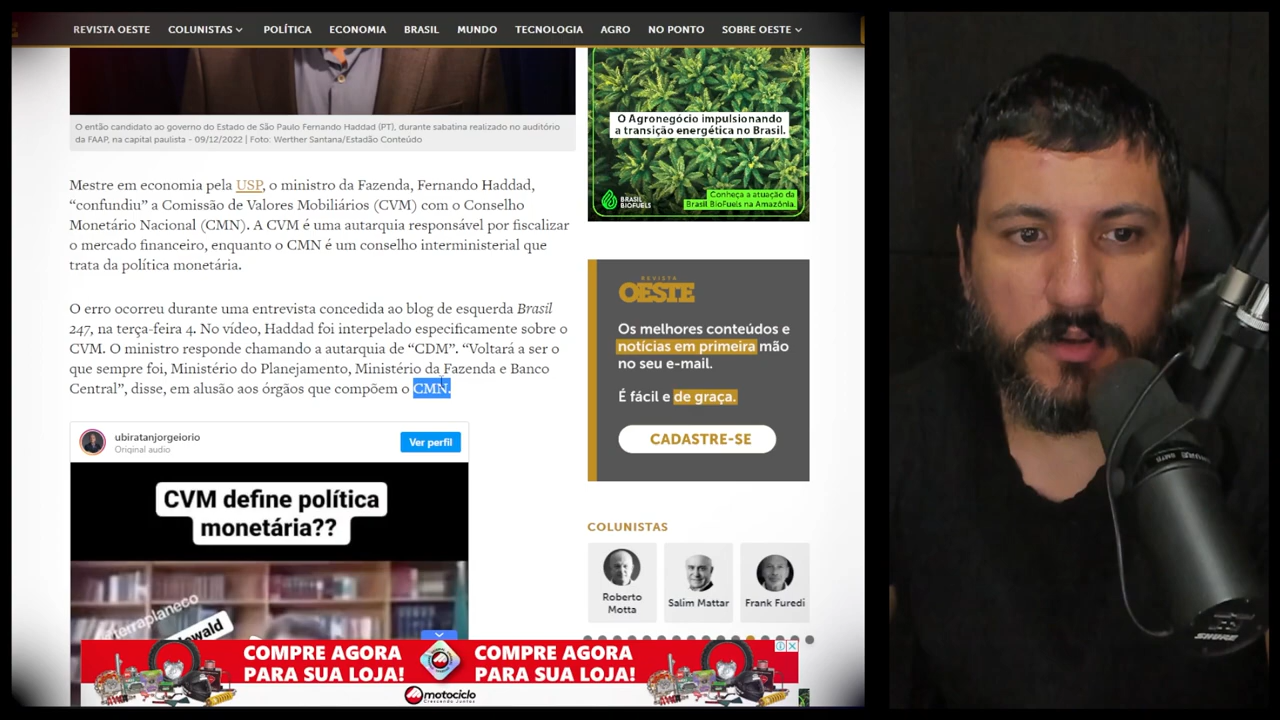 REVISTA OESTE COLUNISTAS POLÍTICA ECONOMIA BRASIL MUNDO TECNOLOGIA AGRO NO PONTO SOBRE OESTE
O então candidato ao governo do Estado de São Paulo Fernando Haddad (PT), durante sabatina realizado no auditório
da FAAP, na capital paulista - 09/12/2022 | Foto: Werther Santana/Estadão Conteúdo
Mestre em economia pela USP, o ministro da Fazenda, Fernando Haddad,
“confundiu” a Comissão de Valores Mobiliários (CVM) com o Conselho
Monetário Nacional (CMN). A CVM é uma autarquia responsável por fiscalizar
o mercado financeiro, enquanto o CMN é um conselho interministerial que
trata da política monetária.
O erro ocorreu durante uma entrevista concedida ao blog de esquerda Brasil
247, na terça-feira 4. No vídeo, Haddad foi interpelado especificamente sobre o
CVM. O ministro responde chamando a autarquia de “CDM”. “Voltará a ser o
que sempre foi, Ministério do Planejamento, Ministério da Fazenda e Banco
Central”, disse, em alusão aos órgãos que compõem o CMN.
ubiratanjorgeiorio
Original audio
Ver perfil
CVM define política
monetária??
@terraplaneco
O Agronegócio impulsionando
a transição energética no Brasil.
BRASIL
BIOFUELS
Conheça a atuação da
Brasil BioFuels na Amazônia.
REVISTA
OESTE
Os melhores conteúdos e
notícias em primeira mão
no seu e-mail.
É fácil e de graça.
CADASTRE-SE
COLUNISTAS
Roberto
Motta
Salim Mattar
Frank Furedi
COMPRE AGORA
PARA SUA LOJA!
COMPRE AGORA
PARA SUA LOJA!
motociclo
Crescendo Juntos
SHURE